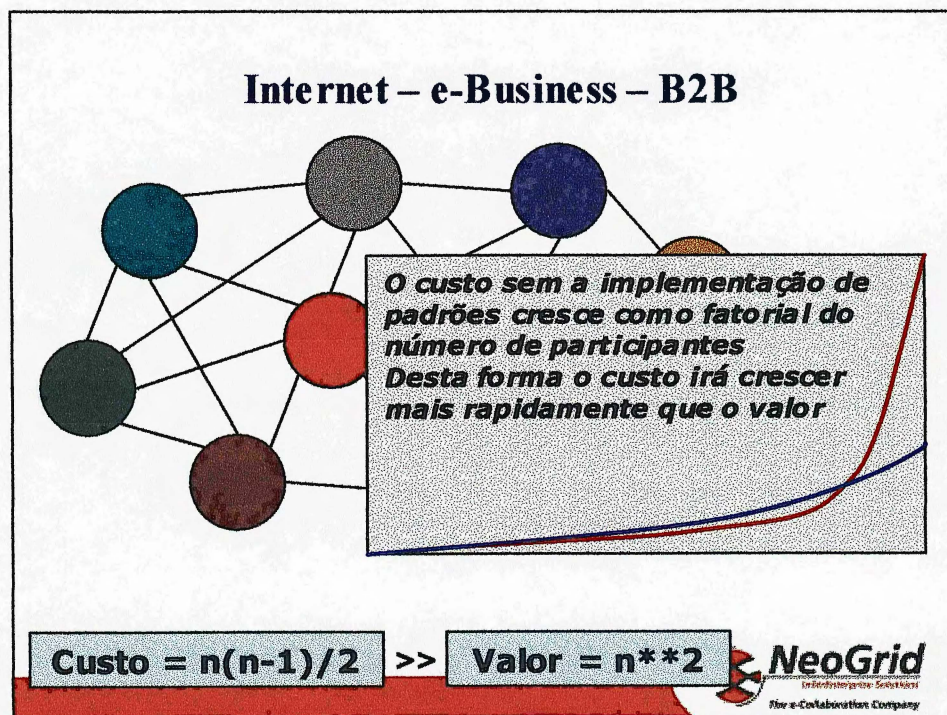 Internet – e-Business – B2B
O custo sem a implementação de
padrões cresce como fatorial do
número de participantes
Desta forma o custo irá crescer
mais rapidamente que o valor
Custo = n(n-1)/2 >> Valor = n**2
NeoGrid
The e-Collaboration Company